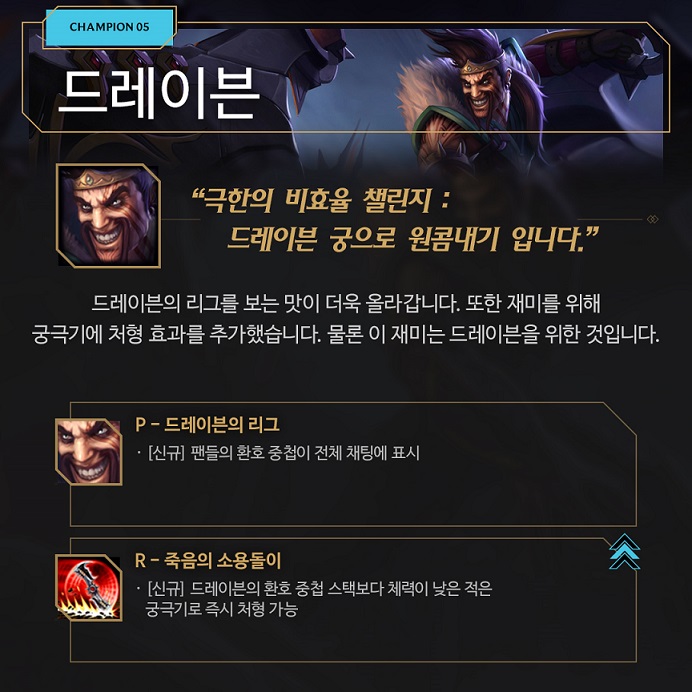 CHAMPION 05
드레이븐
“극한의 비효율 챌린지 :
드레이븐 궁으로 원콤내기 입니다.”
드레이븐의 리그를 보는 맛이 더욱 올라갑니다. 또한 재미를 위해
궁극기에 처형 효과를 추가했습니다. 물론 이 재미는 드레이븐을 위한 것입니다.
P - 드레이븐의 리그
· [신규] 팬들의 환호 중첩이 전체 채팅에 표시
R - 죽음의 소용돌이
· [신규] 드레이븐의 환호 중첩 스택보다 체력이 낮은 적은
궁극기로 즉시 처형 가능